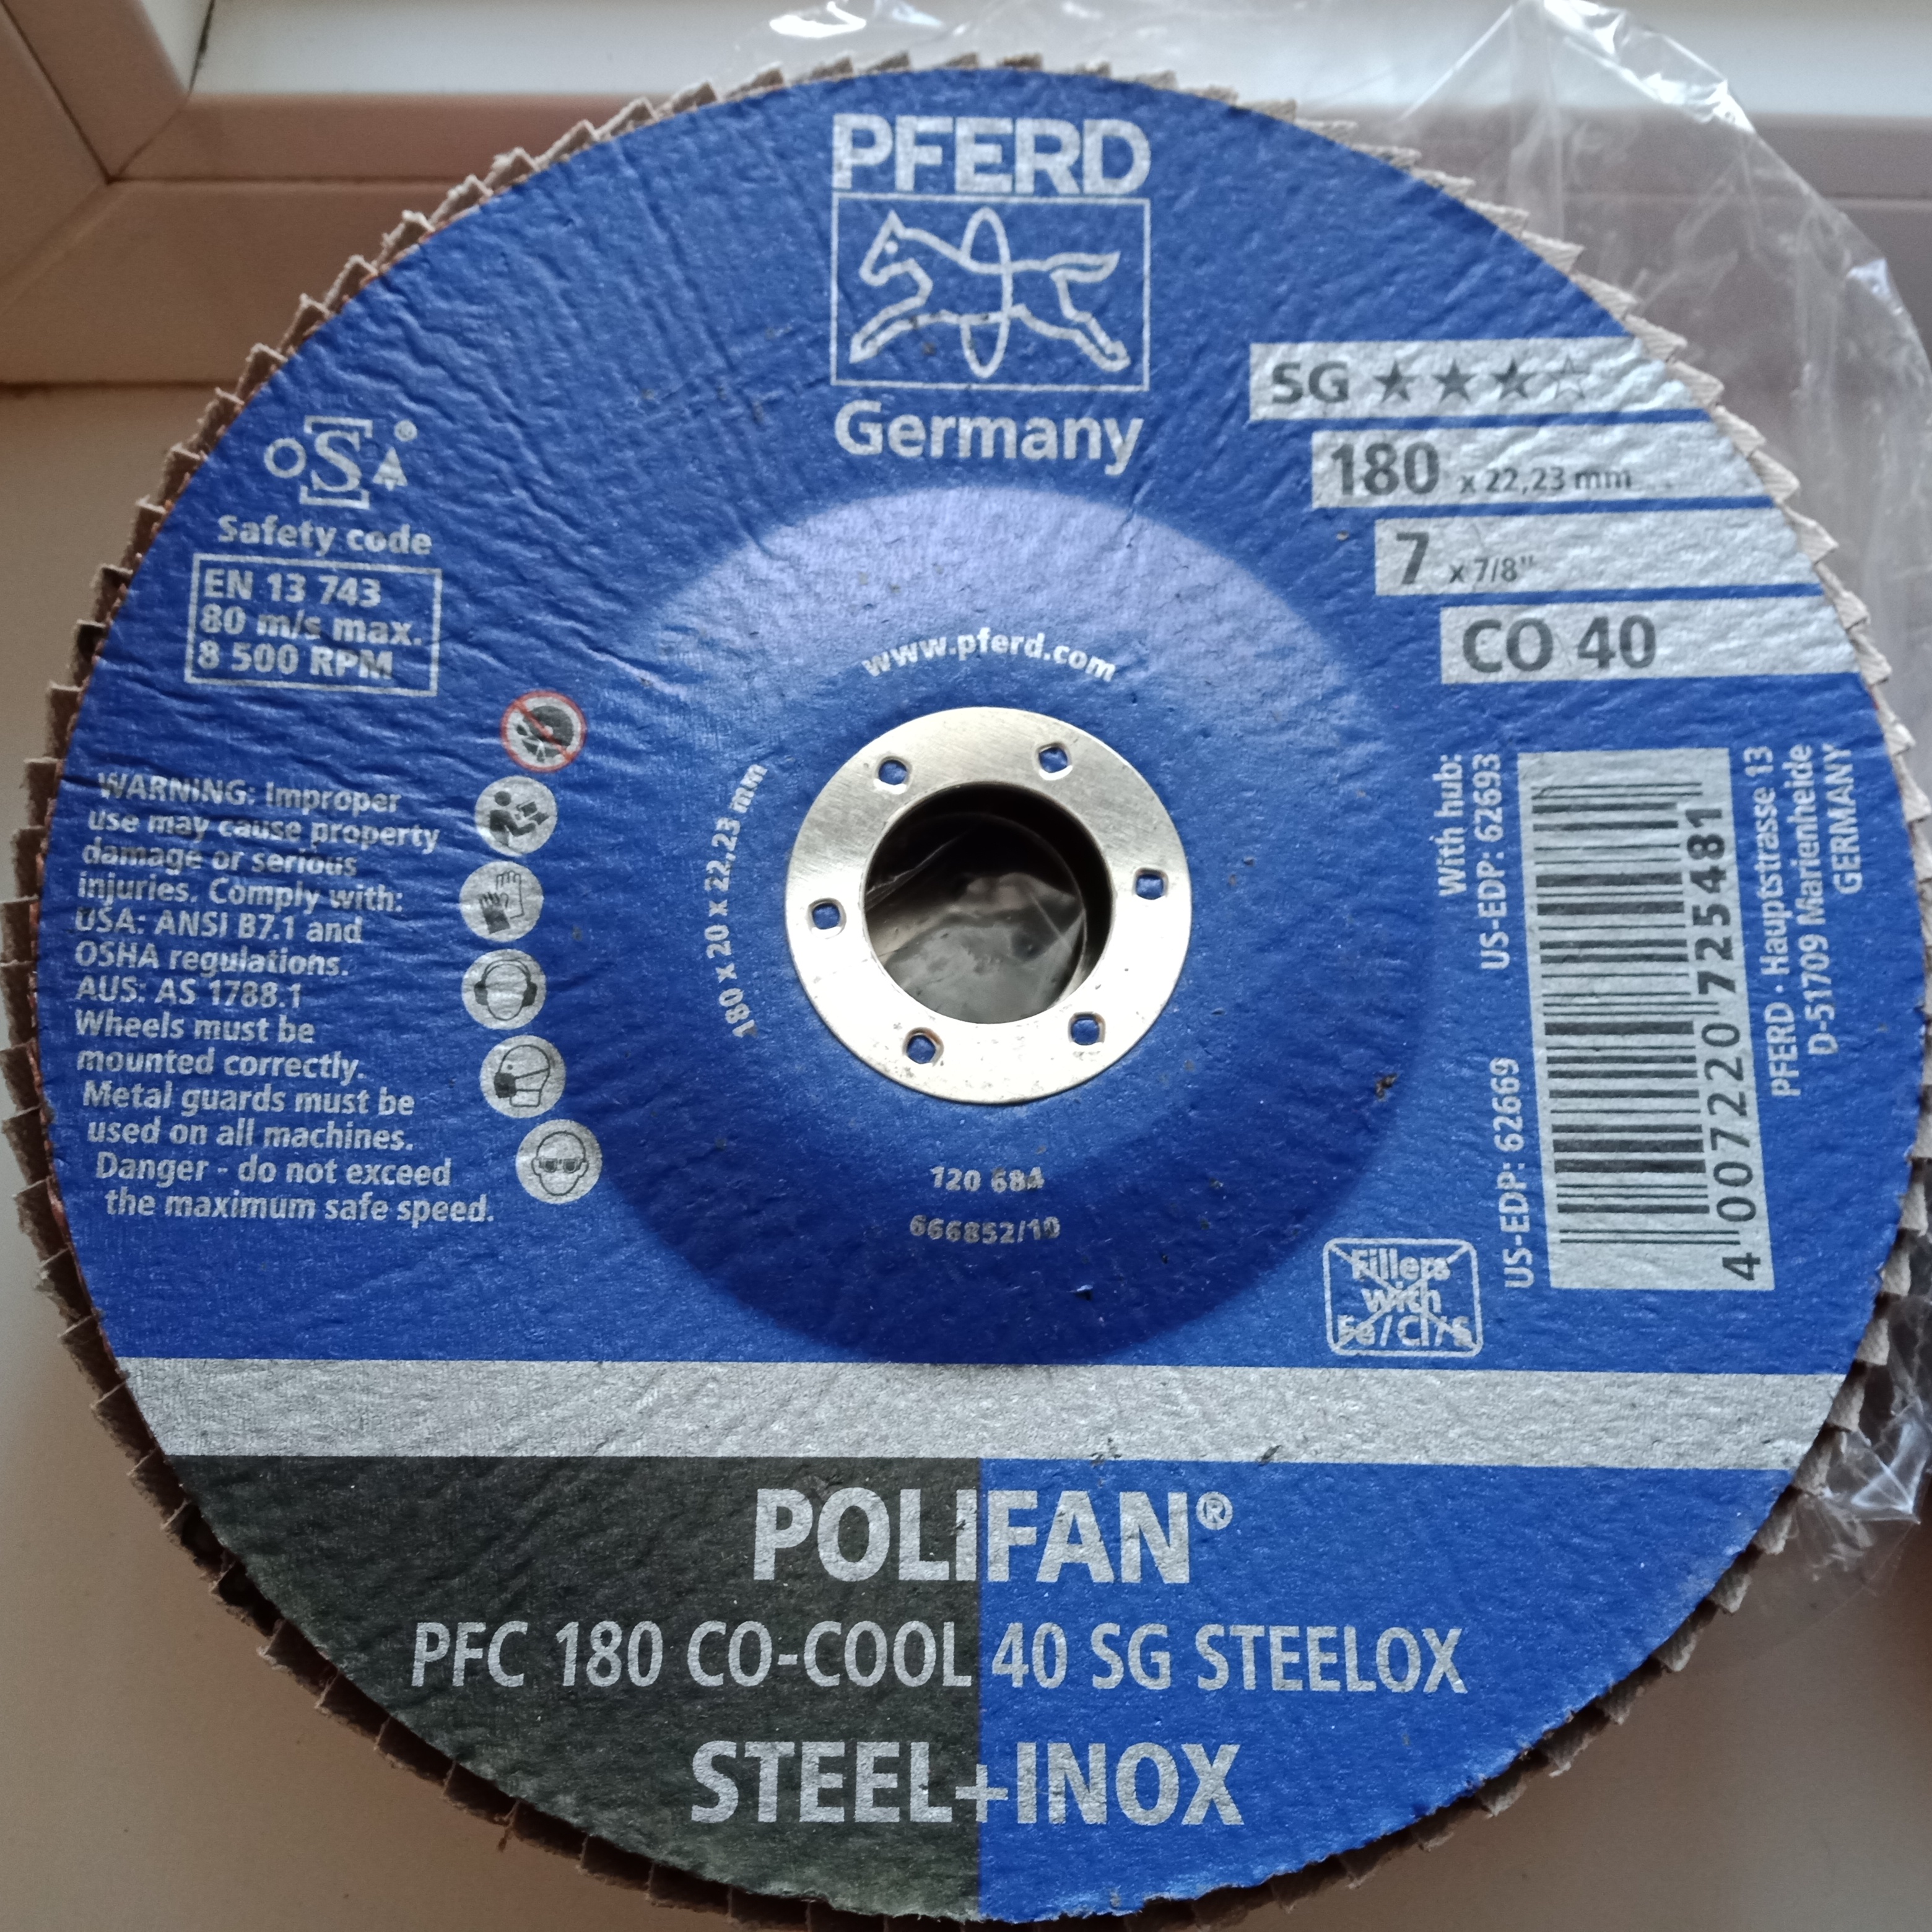 PFERD
Germany
SG
180 x 22,23 mm
7 x 7/8"
CO 40
oSa®
Safety code
EN 13 743
80 m/s max.
8 500 RPM
www.pferd.com
WARNING: Improper
use may cause property
damage or serious
injuries. Comply with:
USA: ANSI B7.1 and
OSHA regulations.
AUS: AS 1788.1
Wheels must be
mounted correctly.
Metal guards must be
used on all machines.
Danger - do not exceed
the maximum safe speed.
180 x 20 x 22,23 mm
With hub:
US-EDP: 62693
US-EDP: 62669
4 007220 725481
PFERD · Hauptstrasse 13
D-51709 Marienheide
GERMANY
120 684
666852/10
Fillers
with
Fe/Cl/S
POLIFAN®
PFC 180 CO-COOL 40 SG STEELOX
STEEL+INOX